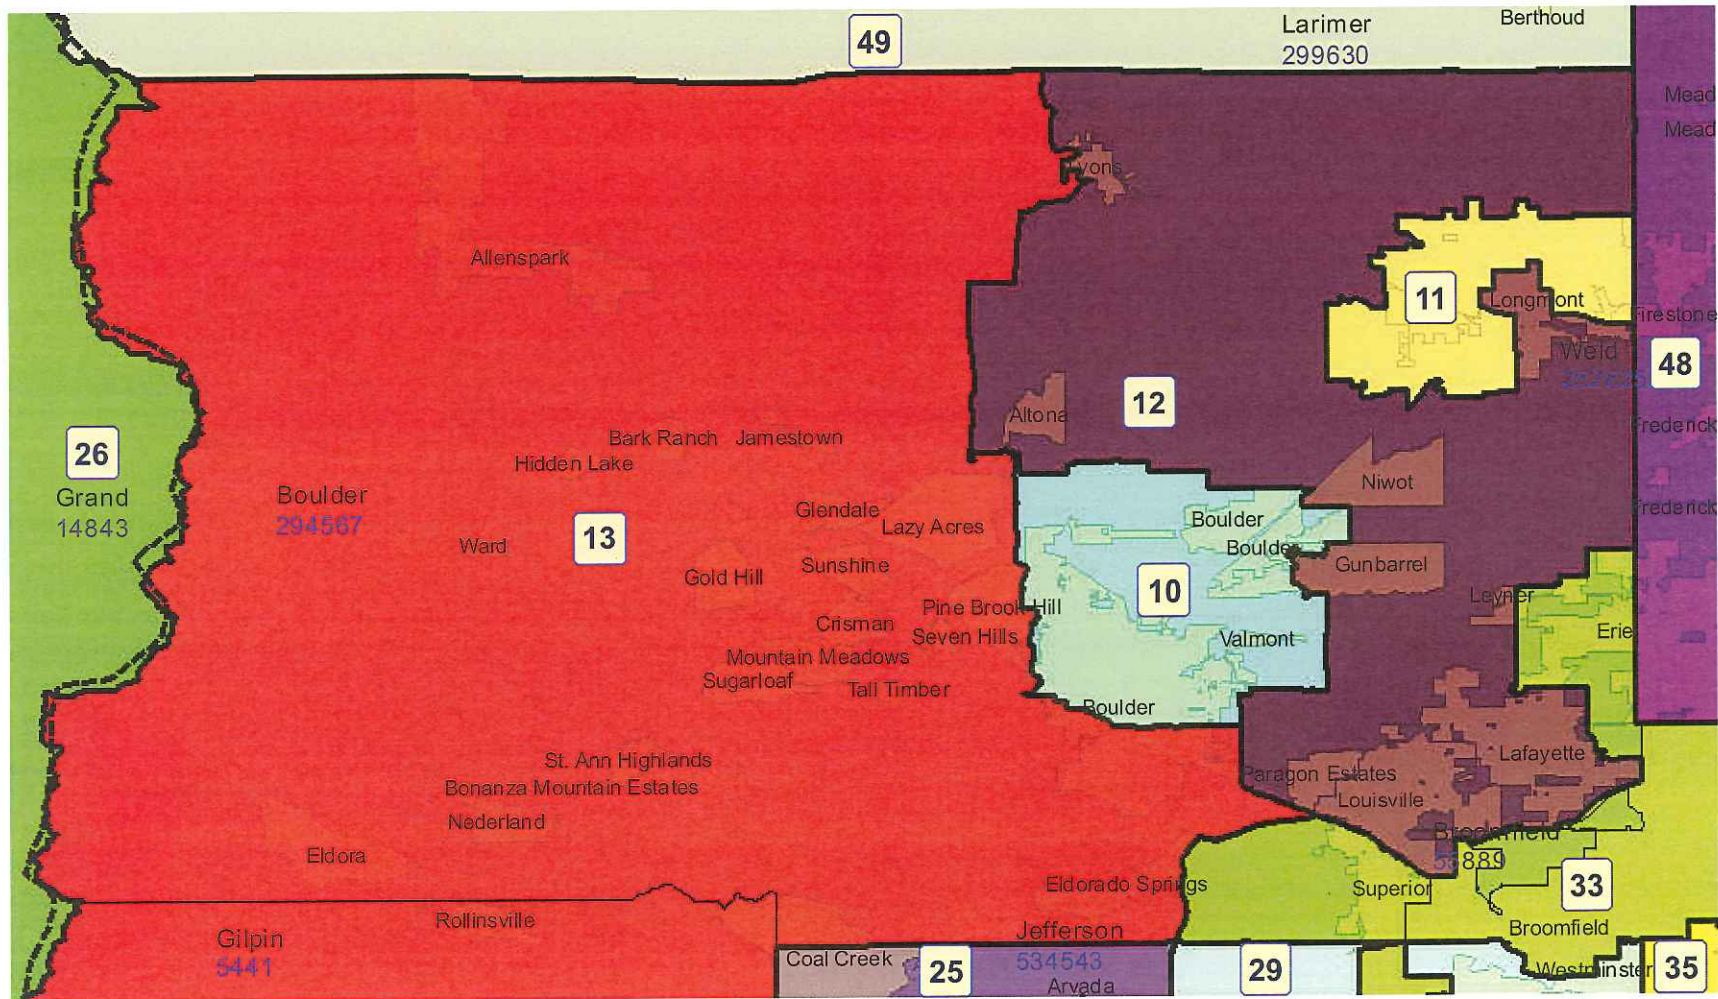 Berthoud
Larimer
299630
49
Mead
Mead
yons
Allenspark
11
Longmont
Firestone
Weld
48
12
Altona
Frederick
Bark Ranch
Jamestown
26
Hidden Lake
Niwot
Grand
14843
Boulder
294567
Glendale
Lazy Acres
Boulder
Frederick
13
Ward
Boulder
Sunshine
Gunbarrel
Gold Hill
10
Leyner
Pine Brook Hill
Crisman
Seven Hills
Valmont
Erie
Mountain Meadows
Sugarloaf
Tall Timber
Boulder
St. Ann Highlands
Lafayette
Paragon Estates
Bonanza Mountain Estates
Louisville
Nederland
Broomfield
55889
Eldora
Eldorado Springs
Superior
33
Rollinsville
Broomfield
Gilpin
5441
Jefferson
534543
Coal Creek
25
29
Westminster
35
Arvada